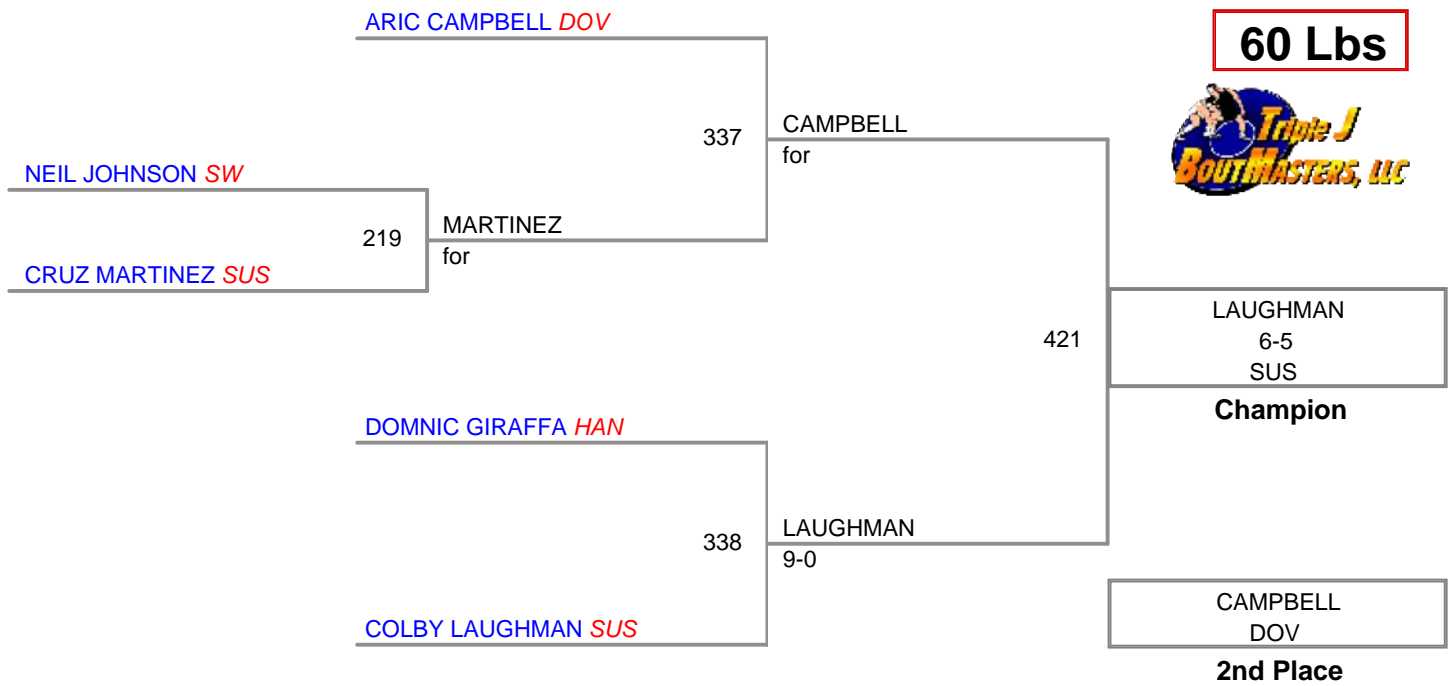 ARIC CAMPBELL DOV
60 Lbs
Triple J
BOUTMASTERS, LLC
337
CAMPBELL
for
NEIL JOHNSON SW
219
MARTINEZ
for
CRUZ MARTINEZ SUS
421
LAUGHMAN
6-5
SUS
Champion
DOMNIC GIRAFFA HAN
338
LAUGHMAN
9-0
COLBY LAUGHMAN SUS
CAMPBELL
DOV
2nd Place